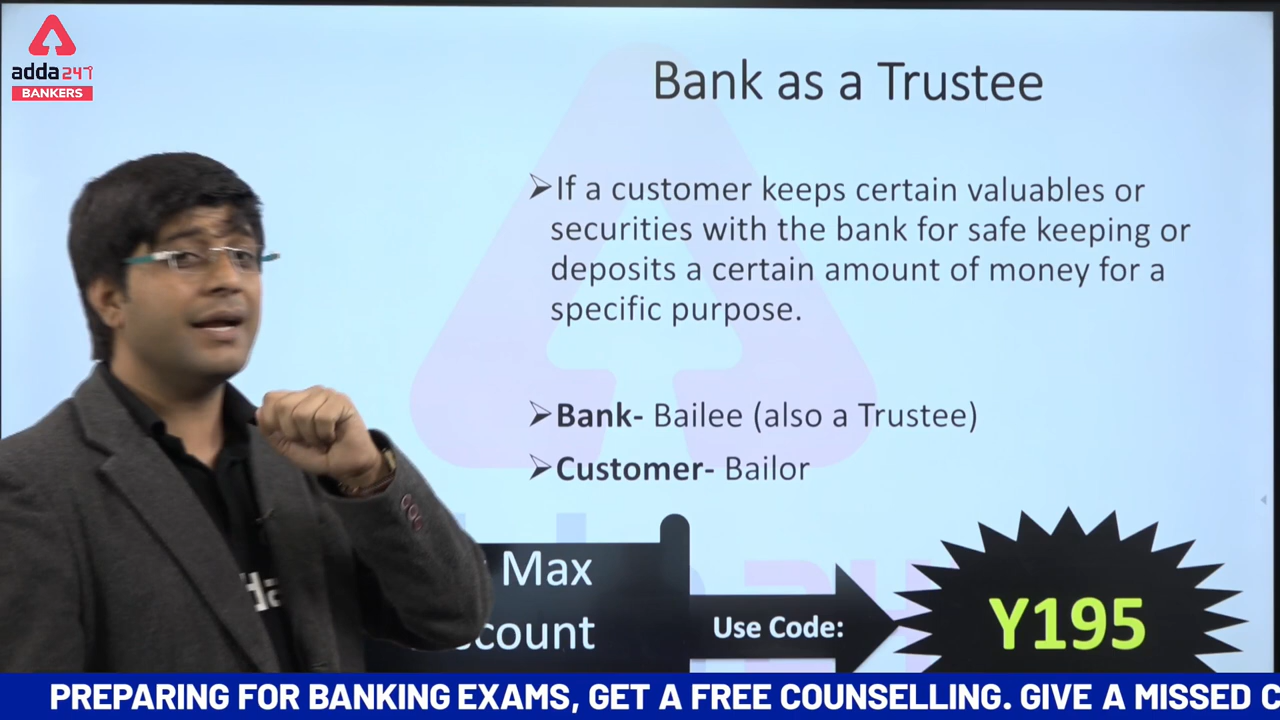 adda247
BANKERS
Bank as a Trustee
➢If a customer keeps certain valuables or
securities with the bank for safe keeping or
deposits a certain amount of money for a
specific purpose.
➢Bank- Bailee (also a Trustee)
➢Customer- Bailor
Max
count
Use Code:
Y195
PREPARING FOR BANKING EXAMS, GET A FREE COUNSELLING. GIVE A MISSED C